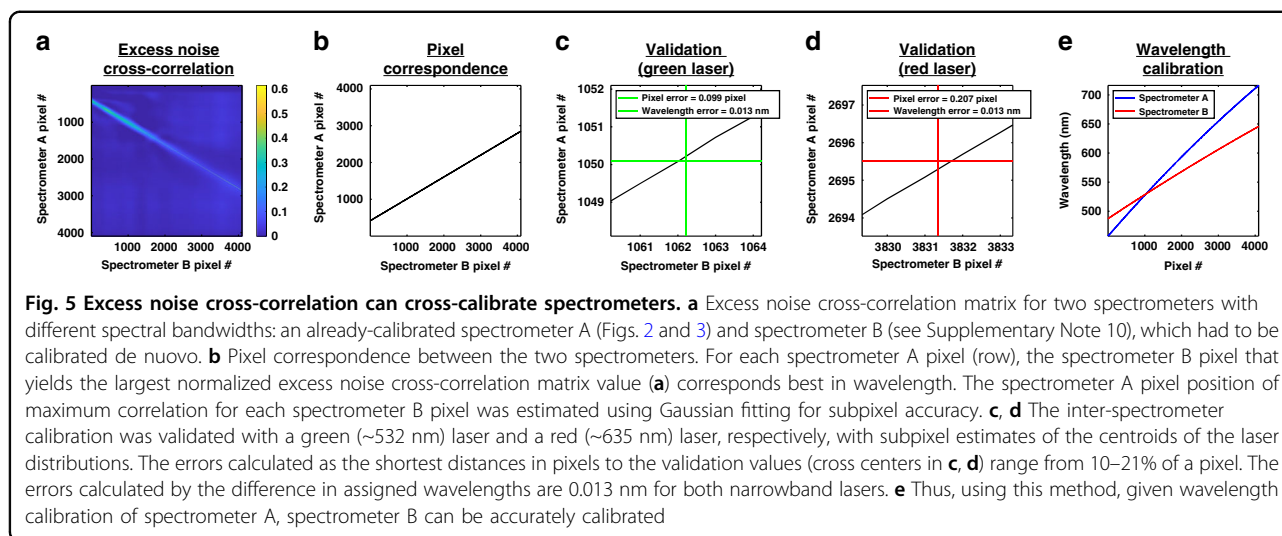 a
Excess noise
cross-correlation
0.6
0.5
0.4
0.3
0.2
0.1
0
1000
2000
3000
4000
1000 2000 3000 4000
Spectrometer A pixel #
Spectrometer B pixel #
b
Pixel
correspondence
4000
3000
2000
1000
1000 2000 3000 4000
Spectrometer A pixel #
Spectrometer B pixel #
c
Validation
(green laser)
Pixel error = 0.099 pixel
Wavelength error = 0.013 nm
1052
1051
1050
1049
1061 1062 1063 1064
Spectrometer A pixel #
Spectrometer B pixel #
d
Validation
(red laser)
Pixel error = 0.207 pixel
Wavelength error = 0.013 nm
2697
2696
2695
2694
3830 3831 3832 3833
Spectrometer A pixel #
Spectrometer B pixel #
e
Wavelength
calibration
Spectrometer A
Spectrometer B
700
650
600
550
500
1000 2000 3000 4000
Wavelength (nm)
Pixel #
Fig. 5 Excess noise cross-correlation can cross-calibrate spectrometers. a Excess noise cross-correlation matrix for two spectrometers with
different spectral bandwidths: an already-calibrated spectrometer A (Figs. 2 and 3) and spectrometer B (see Supplementary Note 10), which had to be
calibrated de nuovo. b Pixel correspondence between the two spectrometers. For each spectrometer A pixel (row), the spectrometer B pixel that
yields the largest normalized excess noise cross-correlation matrix value (a) corresponds best in wavelength. The spectrometer A pixel position of
maximum correlation for each spectrometer B pixel was estimated using Gaussian fitting for subpixel accuracy. c, d The inter-spectrometer
calibration was validated with a green (~532 nm) laser and a red (~635 nm) laser, respectively, with subpixel estimates of the centroids of the laser
distributions. The errors calculated as the shortest distances in pixels to the validation values (cross centers in c, d) range from 10–21% of a pixel. The
errors calculated by the difference in assigned wavelengths are 0.013 nm for both narrowband lasers. e Thus, using this method, given wavelength
calibration of spectrometer A, spectrometer B can be accurately calibrated